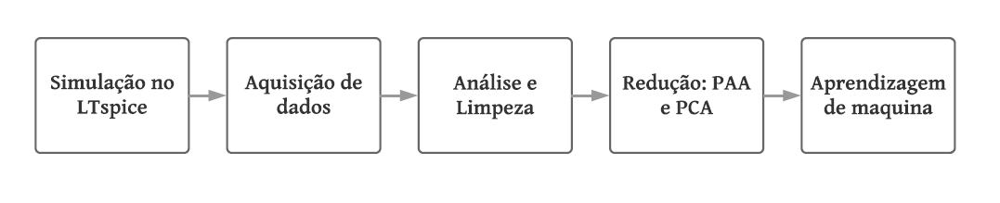 Simulação no
LTspice
Aquisição de
dados
Análise e
Limpeza
Redução: PAA
e PCA
Aprendizagem
de maquina